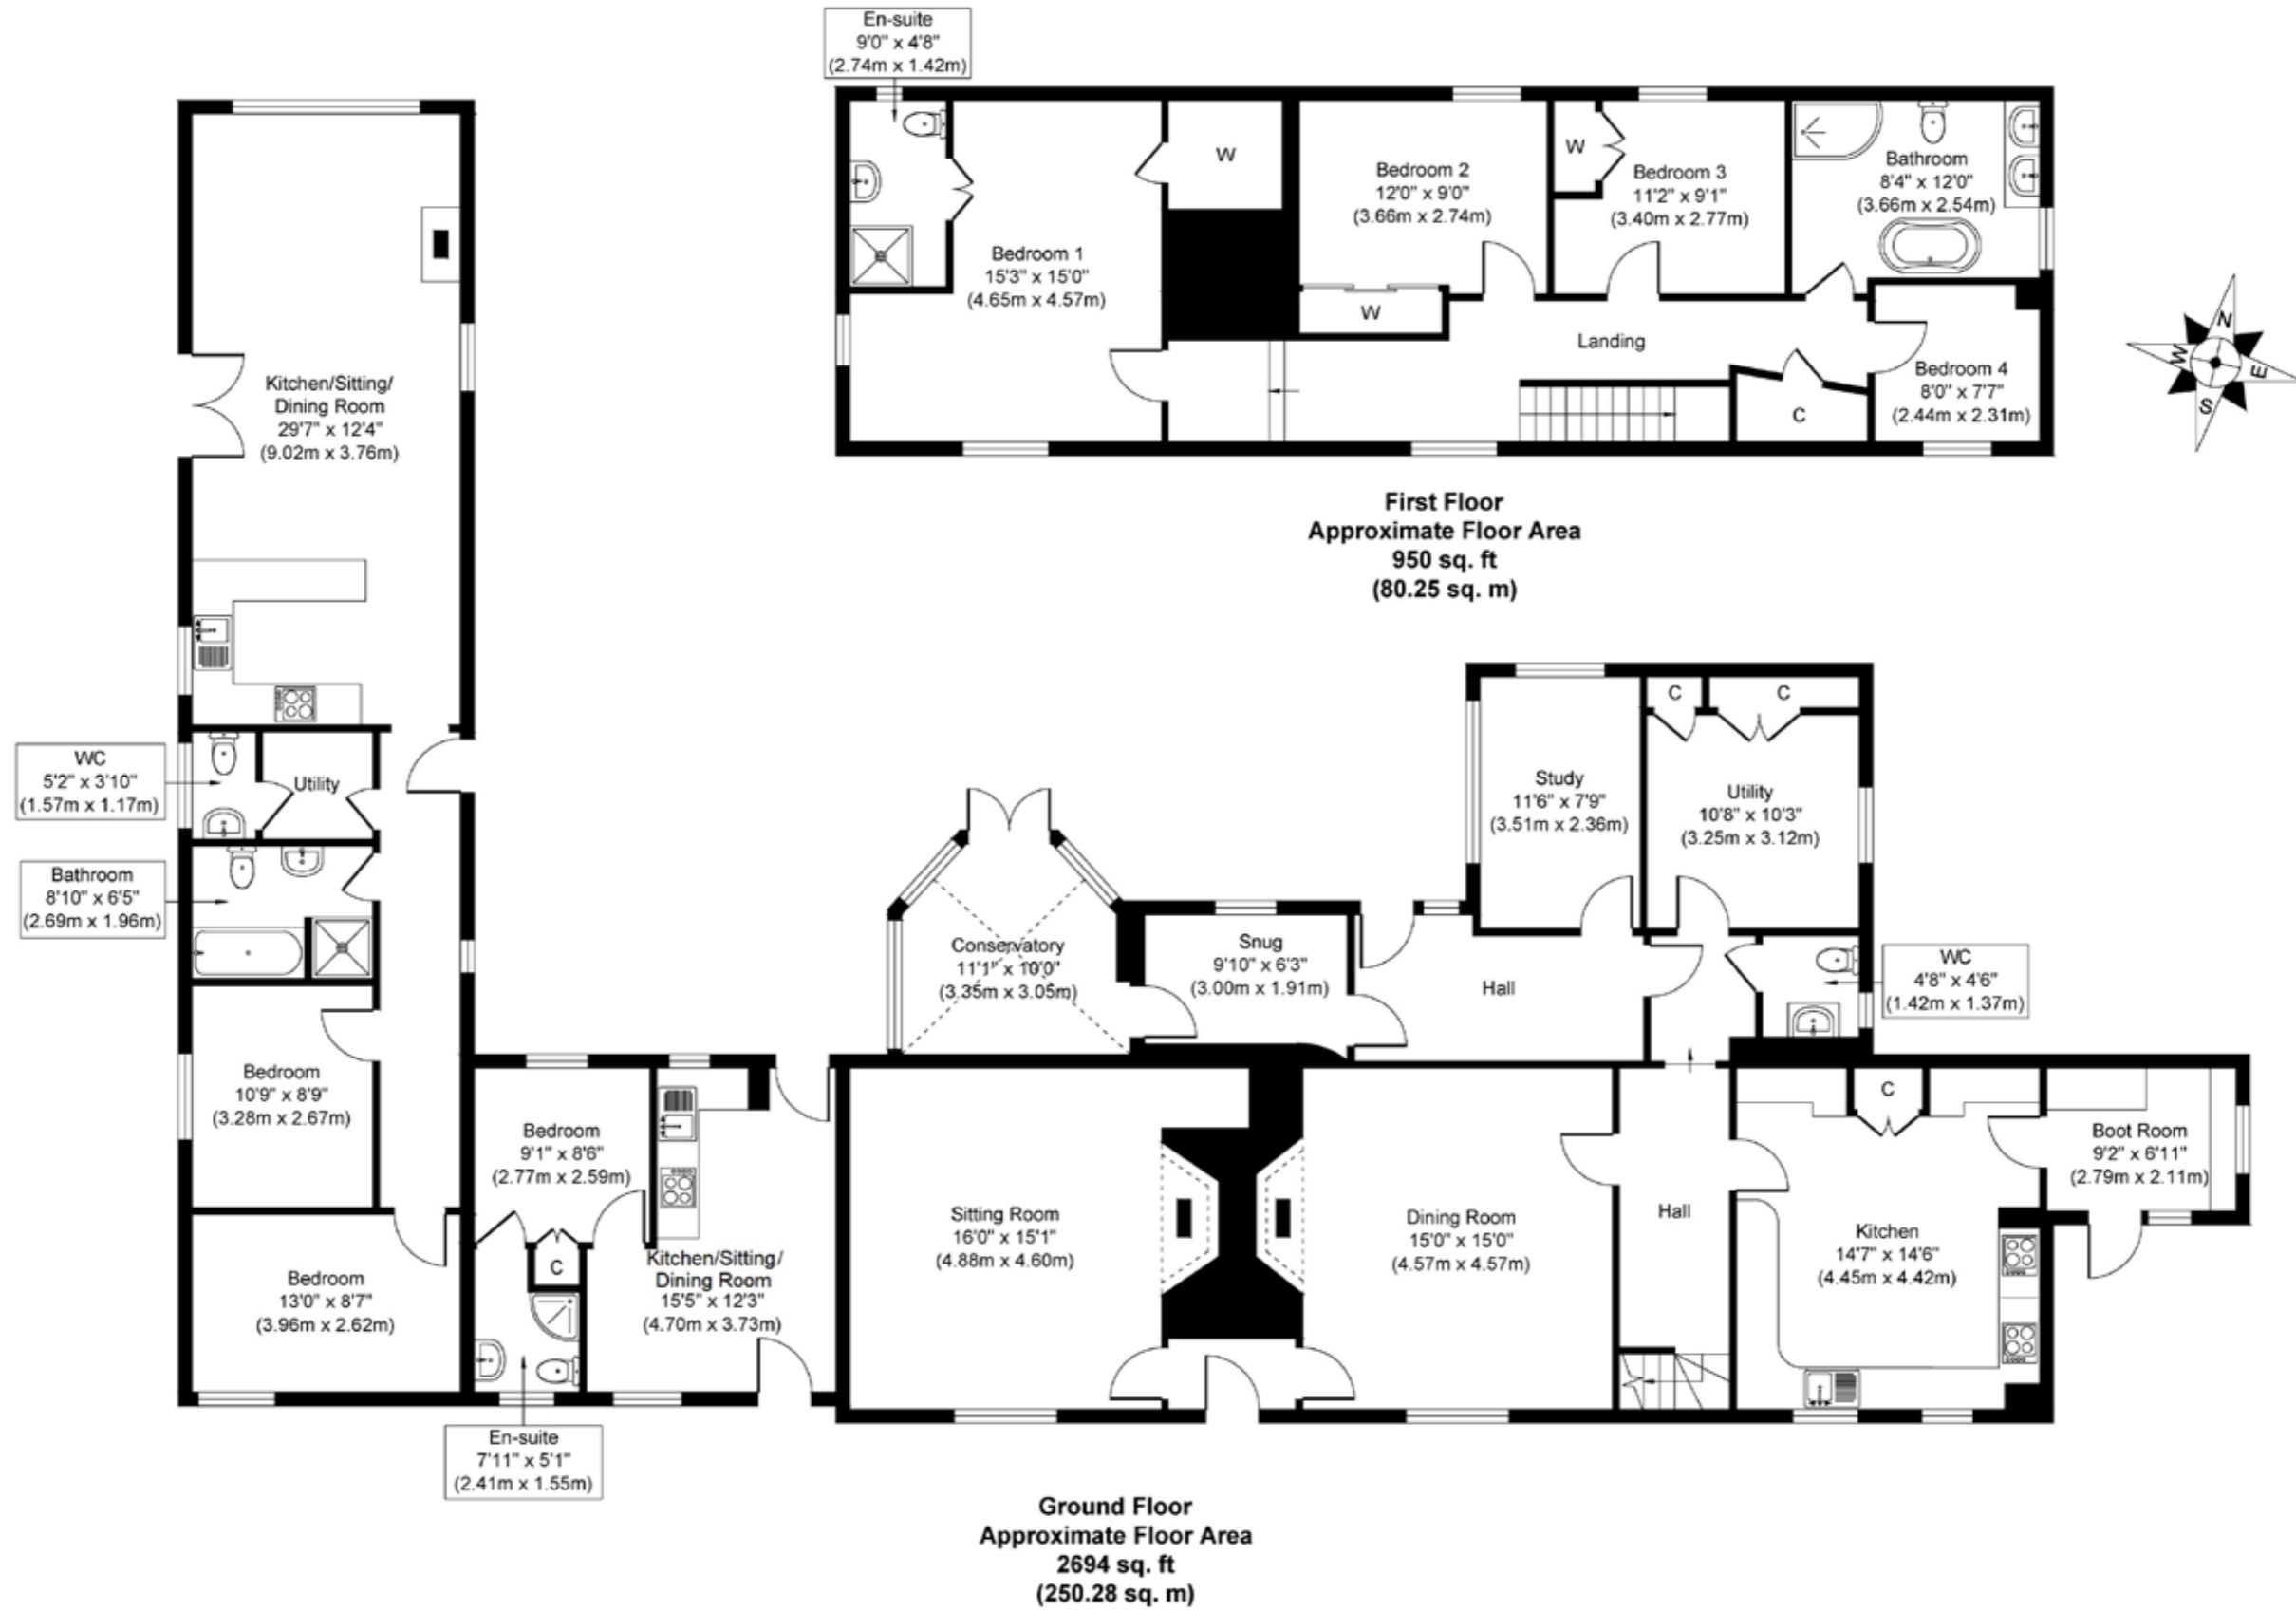 En-suite
9'0" x 4'8"
(2.74m x 1.42m)
W
Bedroom 1
15'3" x 15'0"
(4.65m x 4.57m)
Bedroom 2
12'0" x 9'0"
(3.66m x 2.74m)
W
W
Bedroom 3
11'2" x 9'1"
(3.40m x 2.77m)
Bathroom
8'4" x 12'0"
(3.66m x 2.54m)
Landing
Bedroom 4
8'0" x 7'7"
(2.44m x 2.31m)
C
N
E
S
W
First Floor
Approximate Floor Area
950 sq. ft
(80.25 sq. m)
Kitchen/Sitting/
Dining Room
29'7" x 12'4"
(9.02m x 3.76m)
WC
5'2" x 3'10"
(1.57m x 1.17m)
Utility
Bathroom
8'10" x 6'5"
(2.69m x 1.96m)
Bedroom
10'9" x 8'9"
(3.28m x 2.67m)
Bedroom
13'0" x 8'7"
(3.96m x 2.62m)
Bedroom
9'1" x 8'6"
(2.77m x 2.59m)
C
Kitchen/Sitting/
Dining Room
15'5" x 12'3"
(4.70m x 3.73m)
En-suite
7'11" x 5'1"
(2.41m x 1.55m)
Conservatory
11'1" x 10'0"
(3.35m x 3.05m)
Snug
9'10" x 6'3"
(3.00m x 1.91m)
Hall
Study
11'6" x 7'9"
(3.51m x 2.36m)
C
C
Utility
10'8" x 10'3"
(3.25m x 3.12m)
WC
4'8" x 4'6"
(1.42m x 1.37m)
Sitting Room
16'0" x 15'1"
(4.88m x 4.60m)
Dining Room
15'0" x 15'0"
(4.57m x 4.57m)
Hall
C
Kitchen
14'7" x 14'6"
(4.45m x 4.42m)
Boot Room
9'2" x 6'11"
(2.79m x 2.11m)
Ground Floor
Approximate Floor Area
2694 sq. ft
(250.28 sq. m)